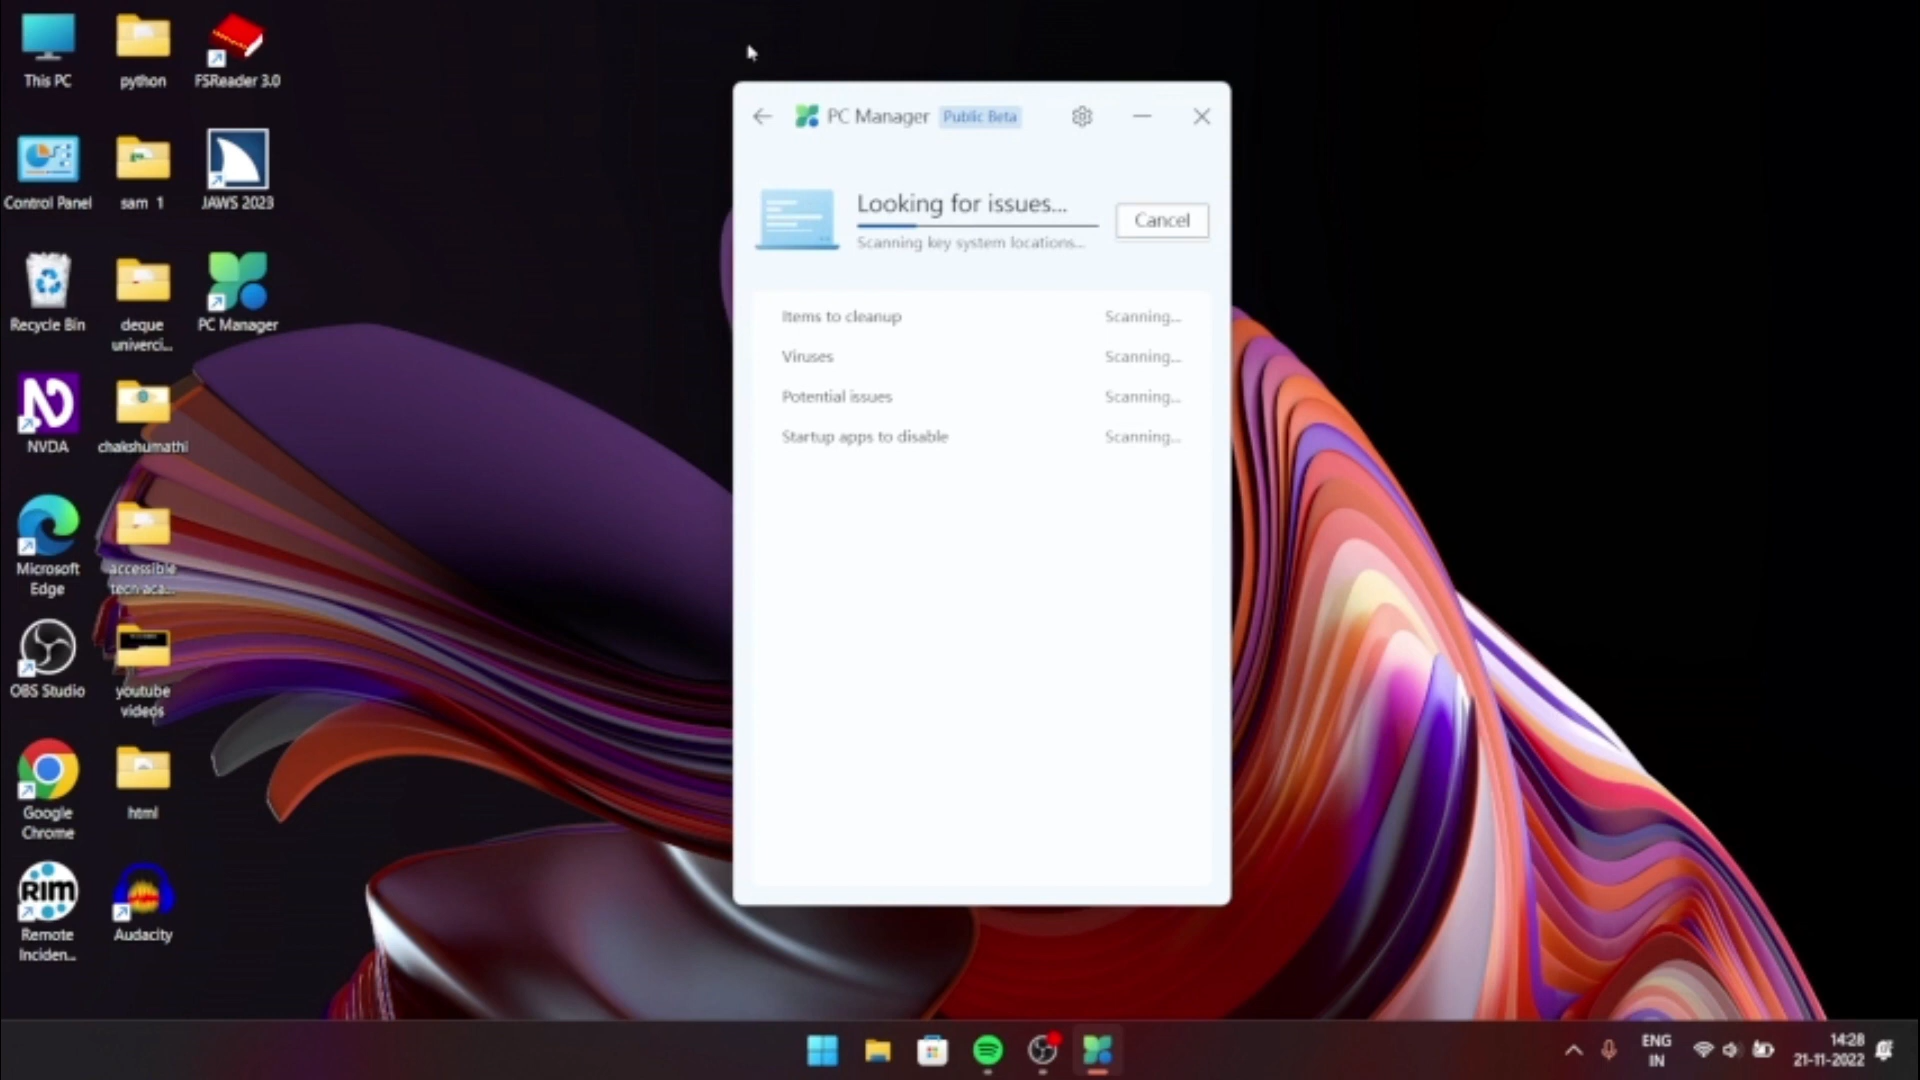 This PC
python
FSReader 3.0
Control Panel
sam 1
JAWS 2023
Recycle Bin
deque
univerci...
PC Manager
NVDA
chakshumathi
Microsoft
Edge
accessible
tech aca...
OBS Studio
youtube
videos
Google
Chrome
html
RIM
Remote
Inciden...
Audacity
PC Manager Public Beta
Looking for issues...
Scanning key system locations...
Cancel
Items to cleanup Scanning...
Viruses Scanning...
Potential issues Scanning...
Startup apps to disable Scanning...
ENG
IN
14:28
21-11-2022